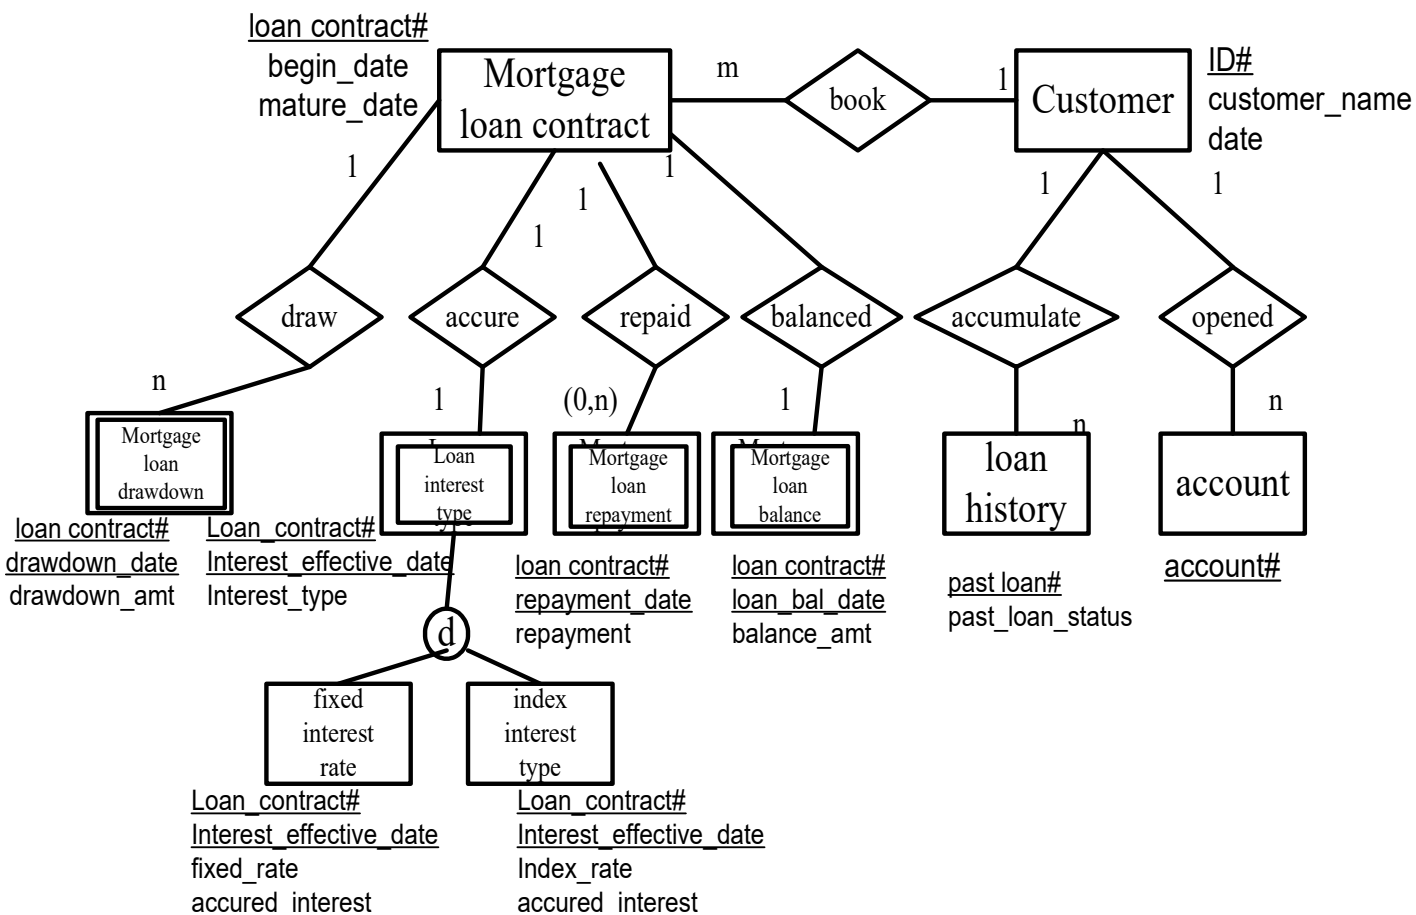 loan contract#
begin_date
mature_date
Mortgage
loan contract
m
book
1
Customer
ID#
customer_name
date
1
1
1
1
1
1
draw
accure
repaid
balanced
accumulate
opened
n
1
(0,n)
1
n
n
Mortgage
loan
drawdown
Loan
interest
type
Mortgage
loan
repayment
Mortgage
loan
balance
loan
history
account
loan contract#
drawdown_date
drawdown_amt
Loan_contract#
Interest_effective_date
Interest_type
loan contract#
repayment_date
repayment
loan contract#
loan_bal_date
balance_amt
past loan#
past_loan_status
account#
d
fixed
interest
rate
index
interest
type
Loan_contract#
Interest_effective_date
fixed_rate
accured_interest
Loan_contract#
Interest_effective_date
Index_rate
accured_interest